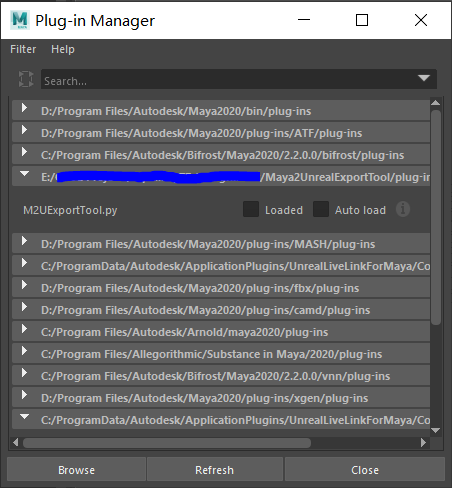 Plug-in Manager
Filter Help
Search...
D:/Program Files/Autodesk/Maya2020/bin/plug-ins
D:/Program Files/Autodesk/Maya2020/plug-ins/ATF/plug-ins
C:/Program Files/Autodesk/Bifrost/Maya2020/2.2.0.0/bifrost/plug-ins
E:/ /Maya2UnrealExportTool/plug-in
M2UExportTool.py Loaded Auto load
D:/Program Files/Autodesk/Maya2020/plug-ins/MASH/plug-ins
C:/ProgramData/Autodesk/ApplicationPlugins/UnrealLiveLinkForMaya/Co
D:/Program Files/Autodesk/Maya2020/plug-ins/fbx/plug-ins
D:/Program Files/Autodesk/Maya2020/plug-ins/camd/plug-ins
C:/Program Files/Autodesk/Arnold/maya2020/plug-ins
C:/Program Files/Allegorithmic/Substance in Maya/2020/plug-ins
C:/Program Files/Autodesk/Bifrost/Maya2020/2.2.0.0/vnn/plug-ins
D:/Program Files/Autodesk/Maya2020/plug-ins/xgen/plug-ins
C:/ProgramData/Autodesk/ApplicationPlugins/UnrealLiveLinkForMaya/Co
Browse Refresh Close